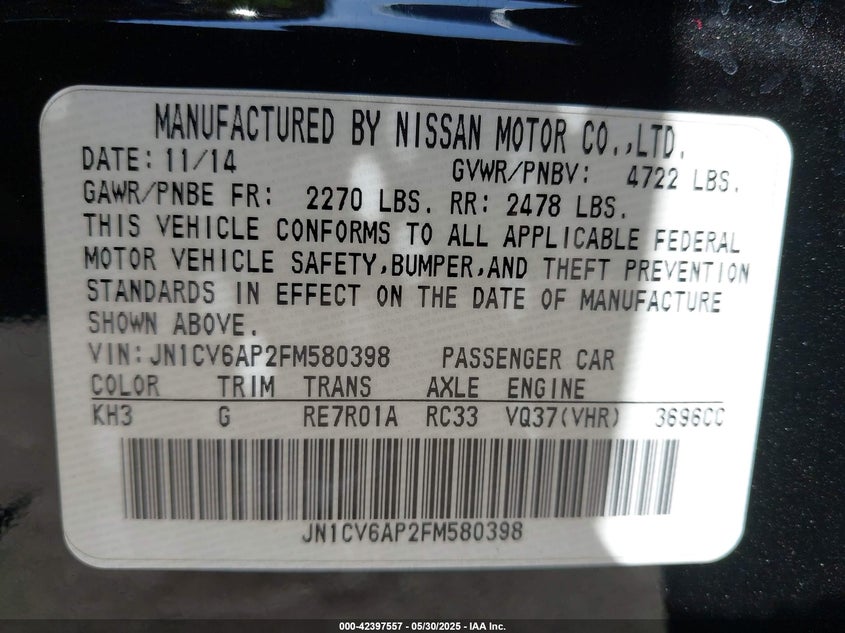 MANUFACTURED BY NISSAN MOTOR CO.,LTD.
DATE: 11/14 GVWR/PNBV: 4722 LBS.
GAWR/PNBE FR: 2270 LBS. RR: 2478 LBS.
THIS VEHICLE CONFORMS TO ALL APPLICABLE FEDERAL
MOTOR VEHICLE SAFETY,BUMPER,AND THEFT PREVENTION
STANDARDS IN EFFECT ON THE DATE OF MANUFACTURE
SHOWN ABOVE.
VIN:JN1CV6AP2FM580398 PASSENGER CAR
COLOR TRIM TRANS AXLE ENGINE
KH3 G RE7R01A RC33 VQ37(VHR) 3696CC
JN1CV6AP2FM580398
000-42397557 - 05/30/2025 - IAA Inc.